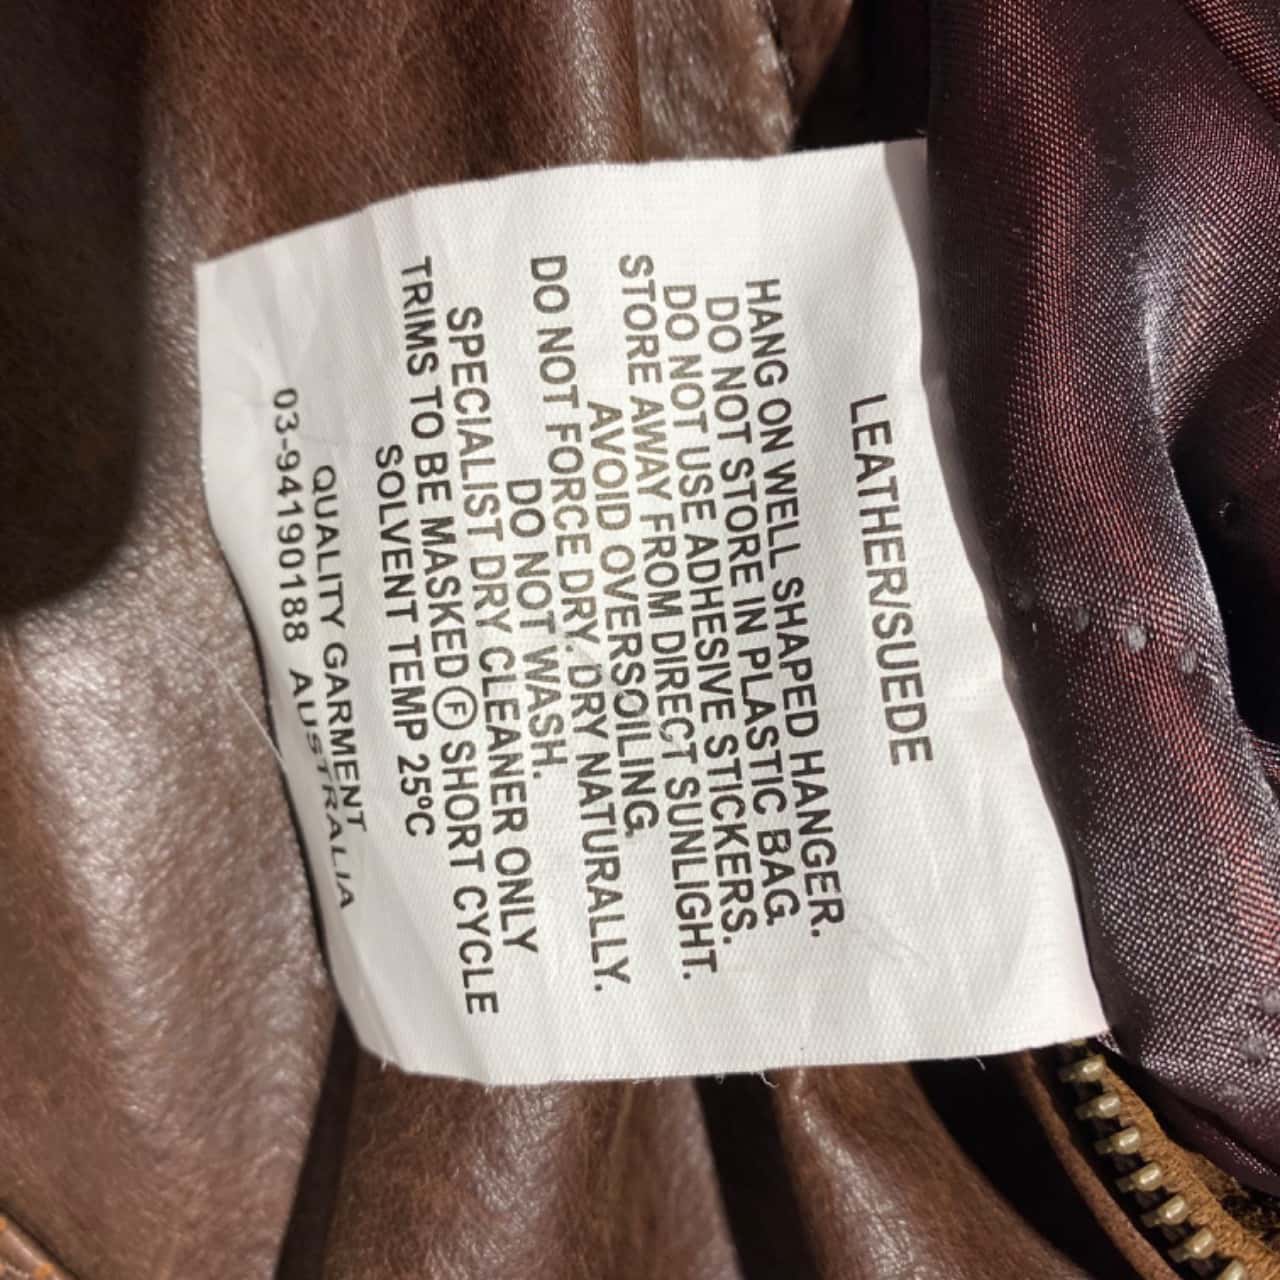 LEATHER/SUEDE
HANG ON WELL SHAPED HANGER.
DO NOT STORE IN PLASTIC BAG.
DO NOT USE ADHESIVE STICKERS.
STORE AWAY FROM DIRECT SUNLIGHT.
AVOID OVERSOILING.
DO NOT FORCE DRY. DRY NATURALLY.
DO NOT WASH.
SPECIALIST DRY CLEANER ONLY
TRIMS TO BE MASKED Ⓕ SHORT CYCLE
SOLVENT TEMP 25ºC
QUALITY GARMENT
03-94190188 AUSTRALIA